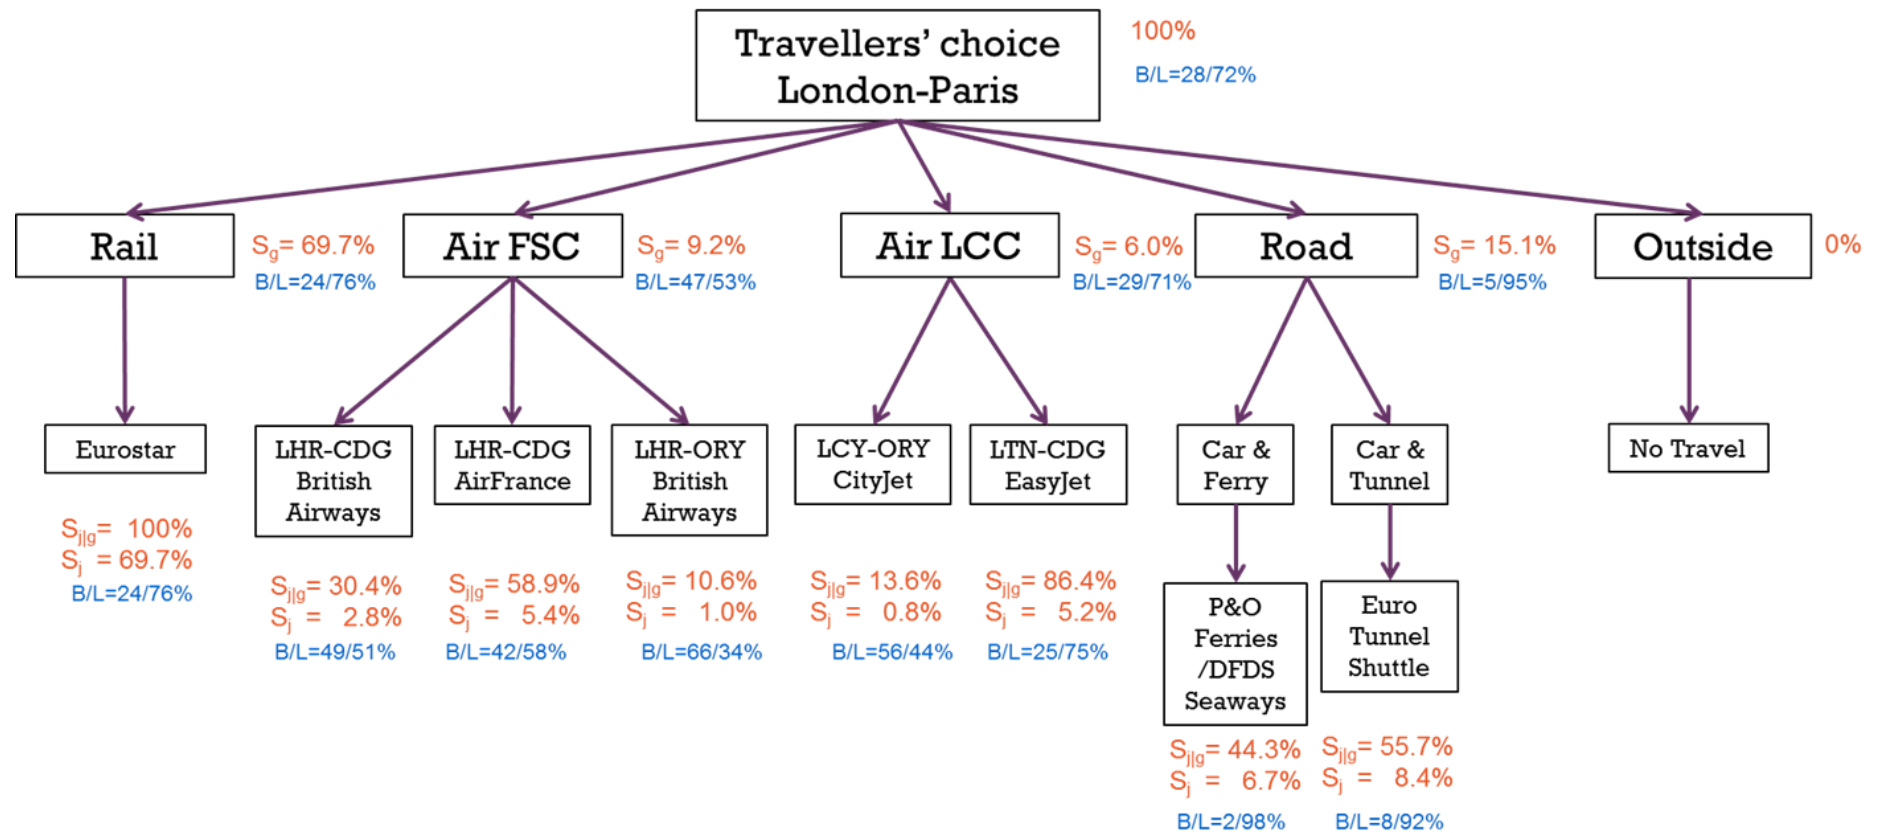 Travellers’ choice
London-Paris
100%
B/L=28/72%
Rail
Sg= 69.7%
B/L=24/76%
Air FSC
Sg= 9.2%
B/L=47/53%
Air LCC
Sg= 6.0%
B/L=29/71%
Road
Sg= 15.1%
B/L=5/95%
Outside
0%
Eurostar
Sj|g= 100%
Sj = 69.7%
B/L=24/76%
LHR-CDG
British
Airways
Sj|g= 30.4%
Sj = 2.8%
B/L=49/51%
LHR-CDG
AirFrance
Sj|g= 58.9%
Sj = 5.4%
B/L=42/58%
LHR-ORY
British
Airways
Sj|g= 10.6%
Sj = 1.0%
B/L=66/34%
LCY-ORY
CityJet
Sj|g= 13.6%
Sj = 0.8%
B/L=56/44%
LTN-CDG
EasyJet
Sj|g= 86.4%
Sj = 5.2%
B/L=25/75%
Car &
Ferry
P&O
Ferries
/DFDS
Seaways
Sj|g= 44.3%
Sj = 6.7%
B/L=2/98%
Car &
Tunnel
Euro
Tunnel
Shuttle
Sj|g= 55.7%
Sj = 8.4%
B/L=8/92%
No Travel